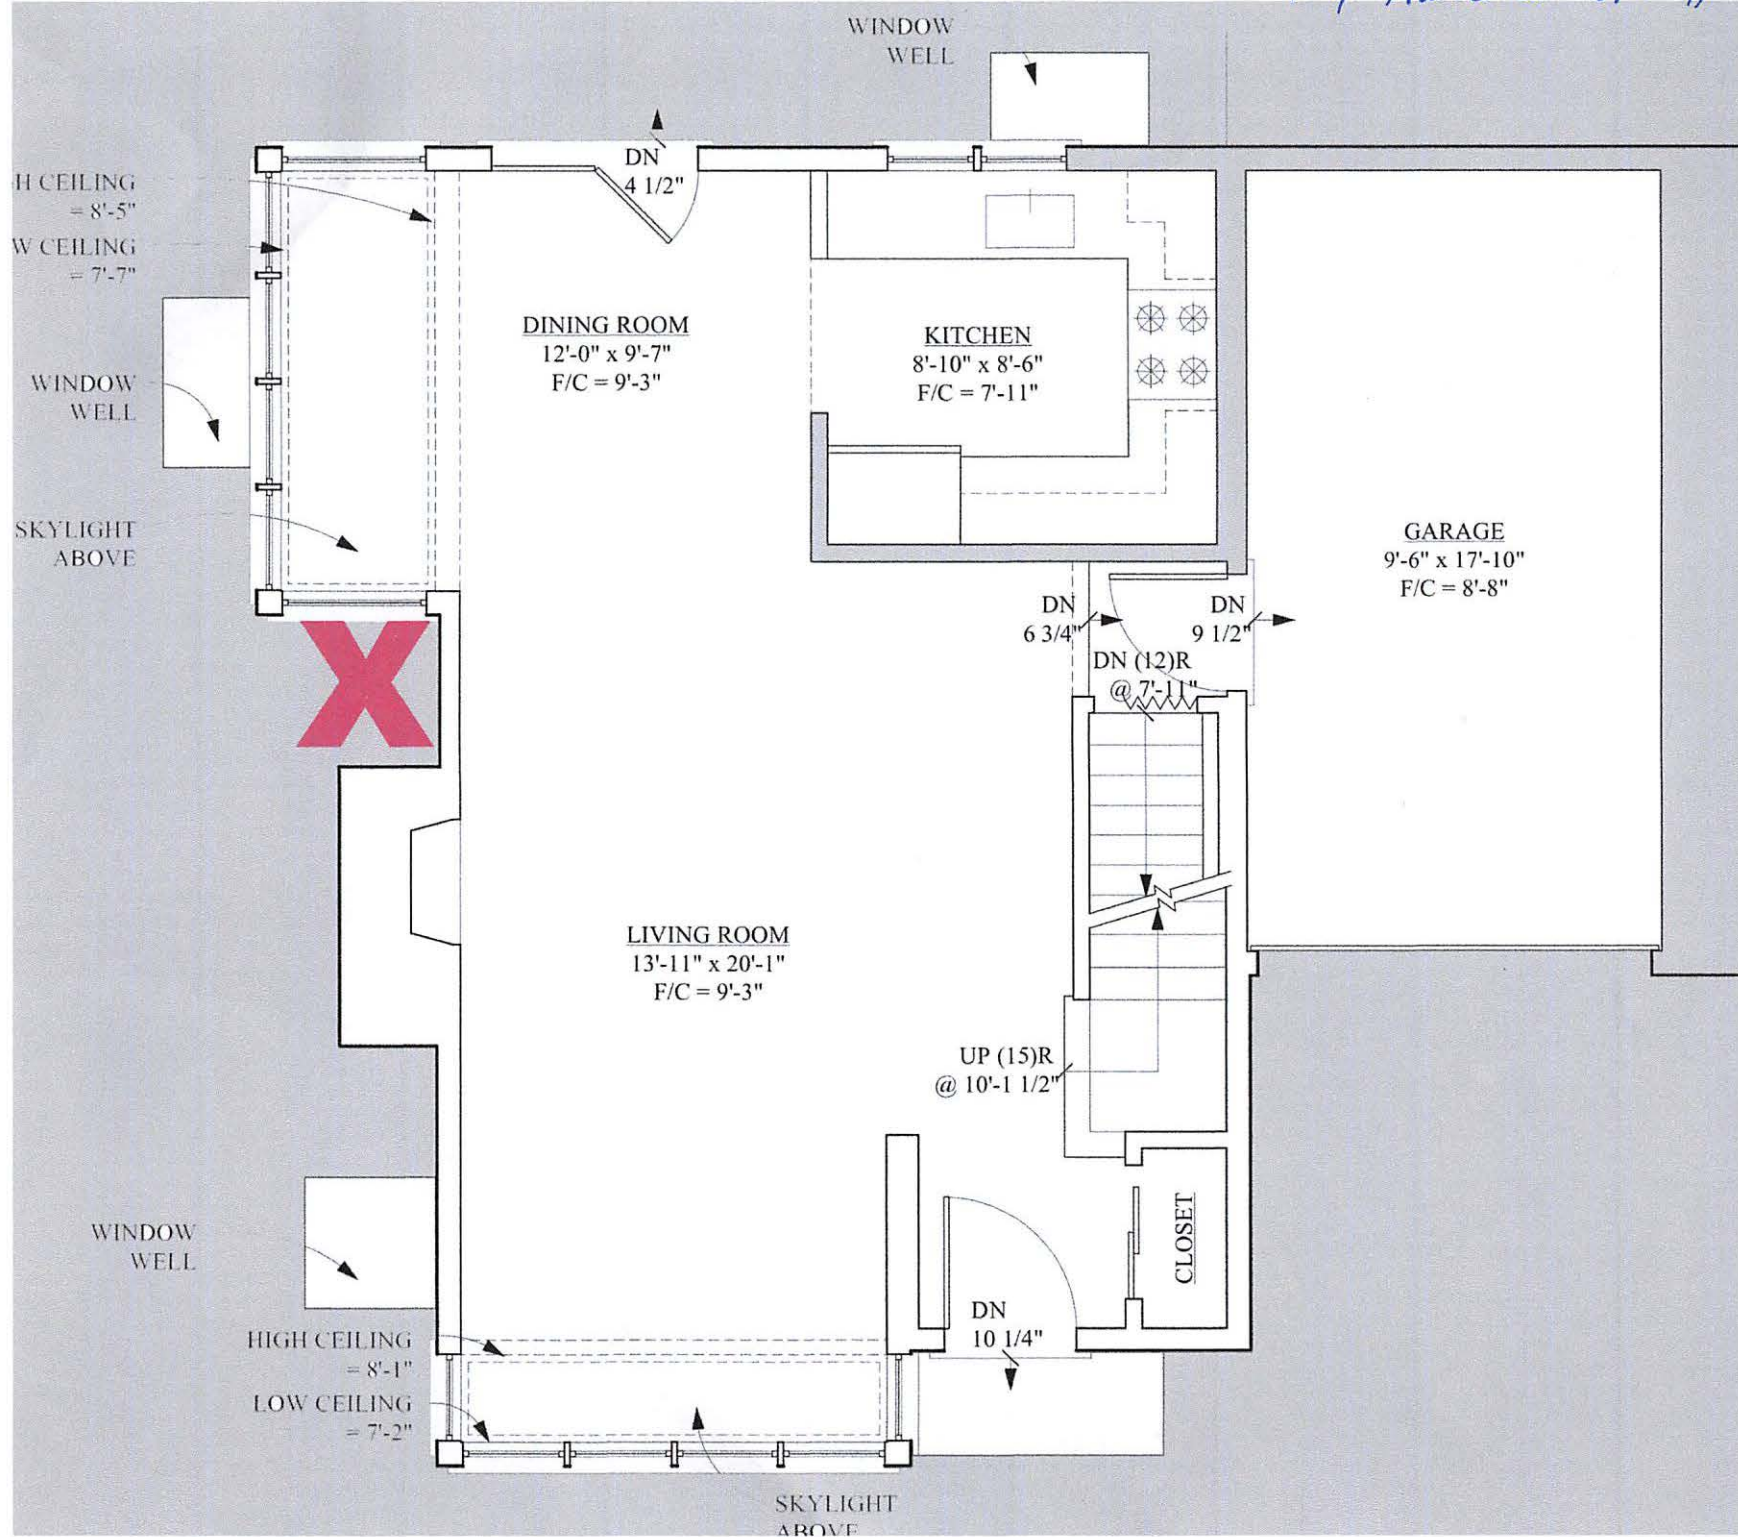 WINDOW
WELL
DN
4 1/2"
H CEILING
= 8'-5"
W CEILING
= 7'-7"
DINING ROOM
12'-0" x 9'-7"
F/C = 9'-3"
KITCHEN
8'-10" x 8'-6"
F/C = 7'-11"
WINDOW
WELL
SKYLIGHT
ABOVE
GARAGE
9'-6" x 17'-10"
F/C = 8'-8"
DN
6 3/4"
DN
9 1/2"
DN (12)R
@ 7'-11"
X
LIVING ROOM
13'-11" x 20'-1"
F/C = 9'-3"
UP (15)R
@ 10'-1 1/2"
WINDOW
WELL
CLOSET
DN
10 1/4"
HIGH CEILING
= 8'-1"
LOW CEILING
= 7'-2"
SKYLIGHT
ABOVE